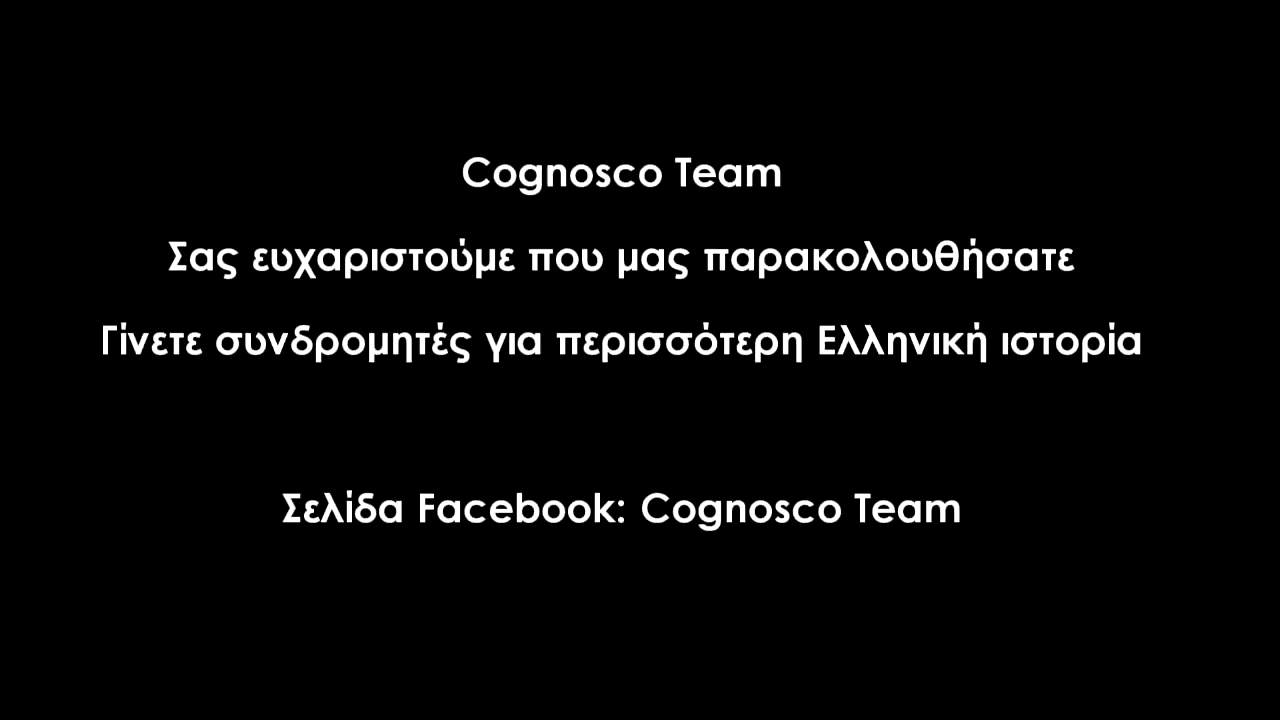 Cognosco Team
Σας ευχαριστούμε που μας παρακολουθήσατε
Γίνετε συνδρομητές για περισσότερη Ελληνική ιστορία
Σελίδα Facebook: Cognosco Team